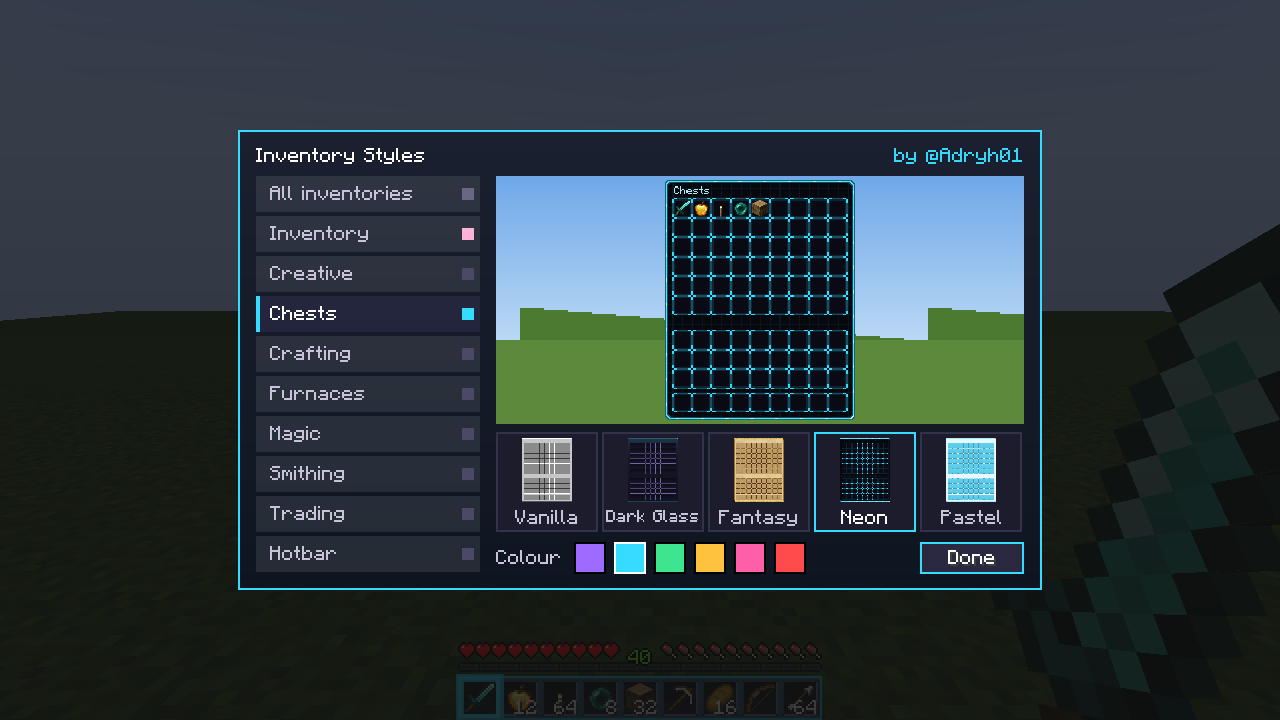 Inventory Styles
by @Adryh01
All inventories
Inventory
Creative
Chests
Crafting
Furnaces
Magic
Smithing
Trading
Hotbar
Chests
Vanilla
Dark Glass
Fantasy
Neon
Pastel
Colour
Done
40
12 64 8 32 16 64